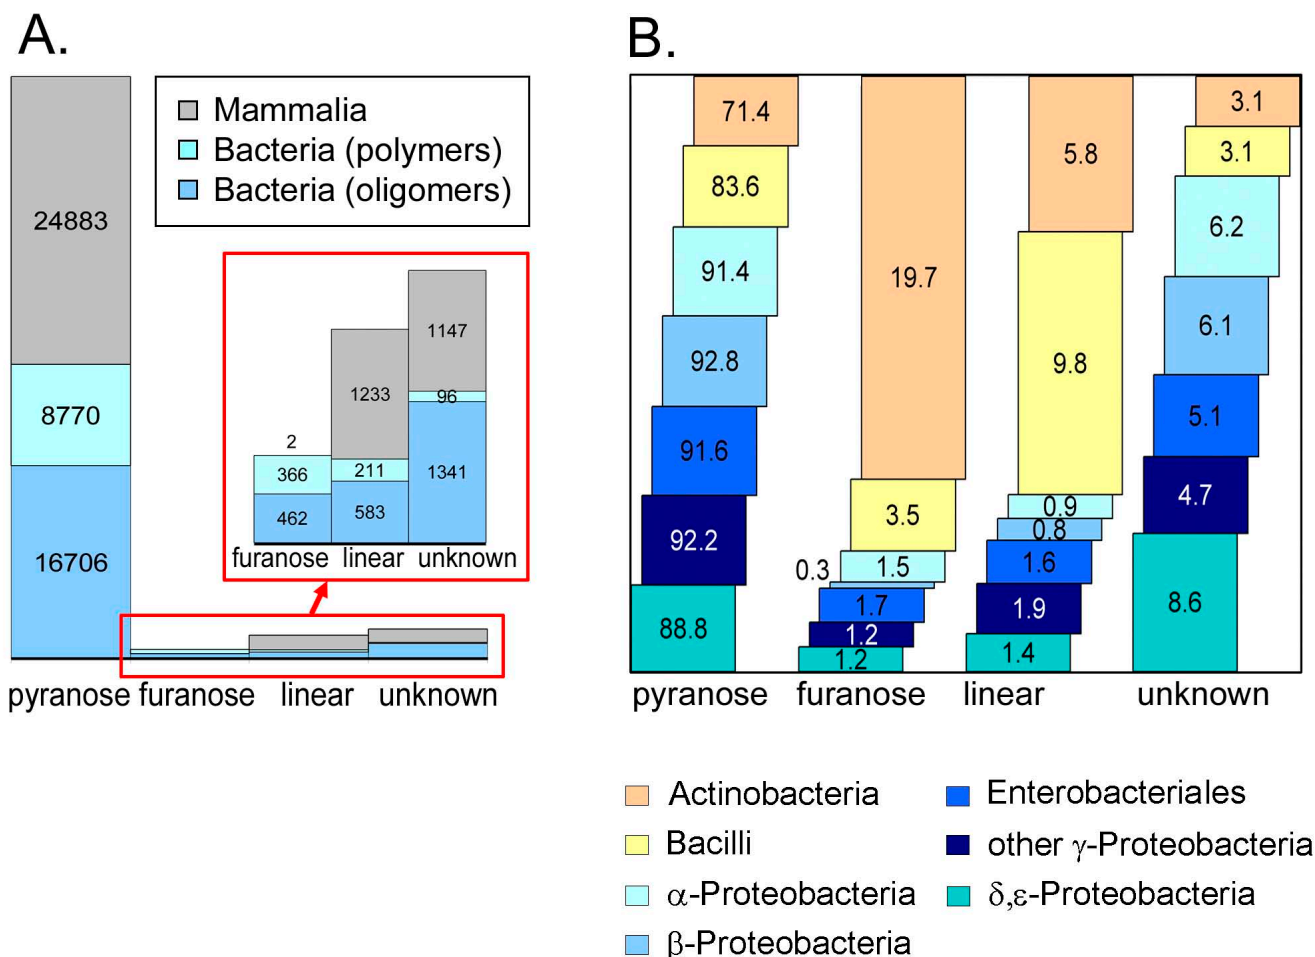 A.
Mammalia
Bacteria (polymers)
Bacteria (oligomers)
24883
8770
16706
1147
1233
96
2
366
211
1341
462
583
furanose linear unknown
pyranose furanose linear unknown
B.
71.4
83.6
91.4
92.8
91.6
92.2
88.8
19.7
3.5
1.5
0.3
1.7
1.2
1.2
5.8
9.8
0.9
0.8
1.6
1.9
1.4
3.1
3.1
6.2
6.1
5.1
4.7
8.6
pyranose furanose linear unknown
Actinobacteria
Bacilli
α-Proteobacteria
β-Proteobacteria
Enterobacteriales
other γ-Proteobacteria
δ,ε-Proteobacteria